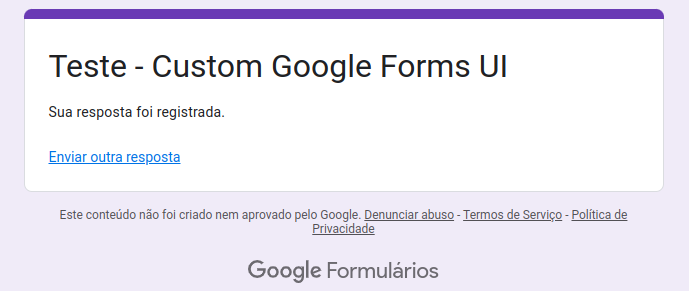 Teste - Custom Google Forms UI
Sua resposta foi registrada.
Enviar outra resposta
Este conteúdo não foi criado nem aprovado pelo Google. Denunciar abuso - Termos de Serviço - Política de
Privacidade
Google Formulários